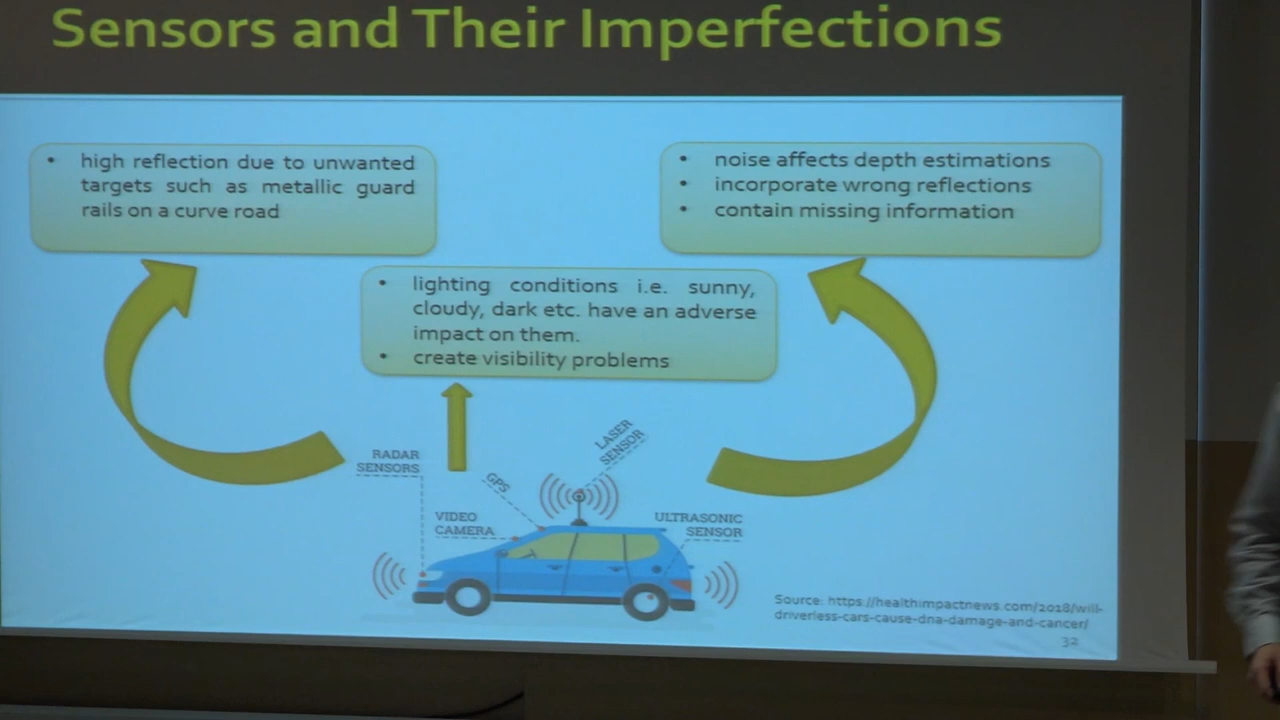 Sensors and Their Imperfections
• high reflection due to unwanted
targets such as metallic guard
rails on a curve road
• noise affects depth estimations
• incorporate wrong reflections
• contain missing information
• lighting conditions i.e. sunny,
cloudy, dark etc. have an adverse
impact on them.
• create visibility problems
RADAR
SENSORS
GPS
LASER
SENSOR
VIDEO
CAMERA
ULTRASONIC
SENSOR
Source: https://healthimpactnews.com/2018/will-
driverless-cars-cause-dna-damage-and-cancer/
32